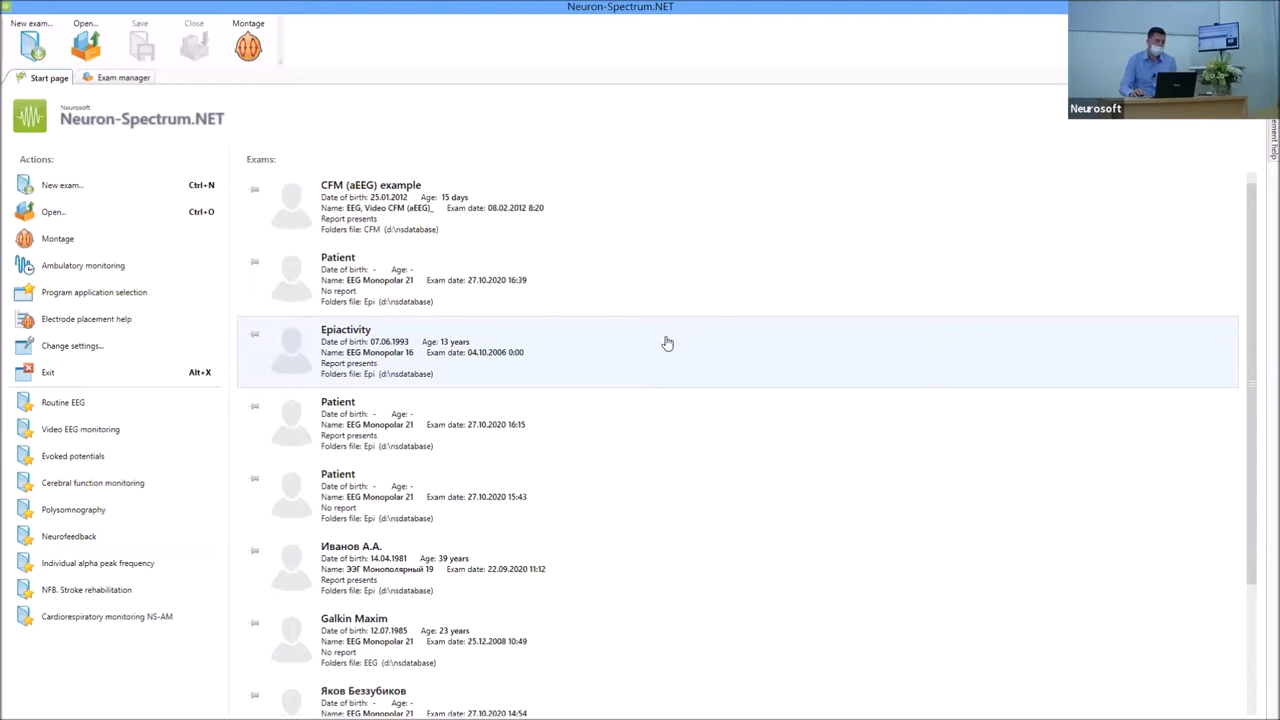 Neuron-Spectrum.NET
New exam...
Open...
Save
Close
Montage
Start page
Exam manager
Neurosoft
Neurosoft
Neuron-Spectrum.NET
Actions:
New exam... Ctrl+N
Open... Ctrl+O
Montage
Ambulatory monitoring
Program application selection
Electrode placement help
Change settings...
Exit Alt+X
Routine EEG
Video EEG monitoring
Evoked potentials
Cerebral function monitoring
Polysomnography
Neurofeedback
Individual alpha peak frequency
NFB. Stroke rehabilitation
Cardiorespiratory monitoring NS-AM
Exams:
CFM (aEEG) example
Date of birth: 25.01.2012 Age: 15 days
Name: EEG, Video CFM (aEEG)_ Exam date: 08.02.2012 8:20
Report presents
Folders file: CFM (d:\nsdatabase)
Patient
Date of birth: - Age: -
Name: EEG Monopolar 21 Exam date: 27.10.2020 16:39
No report
Folders file: Epi (d:\nsdatabase)
Epiactivity
Date of birth: 07.06.1993 Age: 13 years
Name: EEG Monopolar 16 Exam date: 04.10.2006 0:00
Report presents
Folders file: Epi (d:\nsdatabase)
Patient
Date of birth: - Age: -
Name: EEG Monopolar 21 Exam date: 27.10.2020 16:15
Report presents
Folders file: Epi (d:\nsdatabase)
Patient
Date of birth: - Age: -
Name: EEG Monopolar 21 Exam date: 27.10.2020 15:43
No report
Folders file: Epi (d:\nsdatabase)
Иванов А.А.
Date of birth: 14.04.1981 Age: 39 years
Name: ЭЭГ Монополярный 19 Exam date: 22.09.2020 11:12
Report presents
Folders file: Epi (d:\nsdatabase)
Galkin Maxim
Date of birth: 12.07.1985 Age: 23 years
Name: EEG Monopolar 21 Exam date: 25.12.2008 10:49
No report
Folders file: EEG (d:\nsdatabase)
Яков Беззубиков
Date of birth: - Age: -
Name: EEG Monopolar 21 Exam date: 27.10.2020 14:54
help